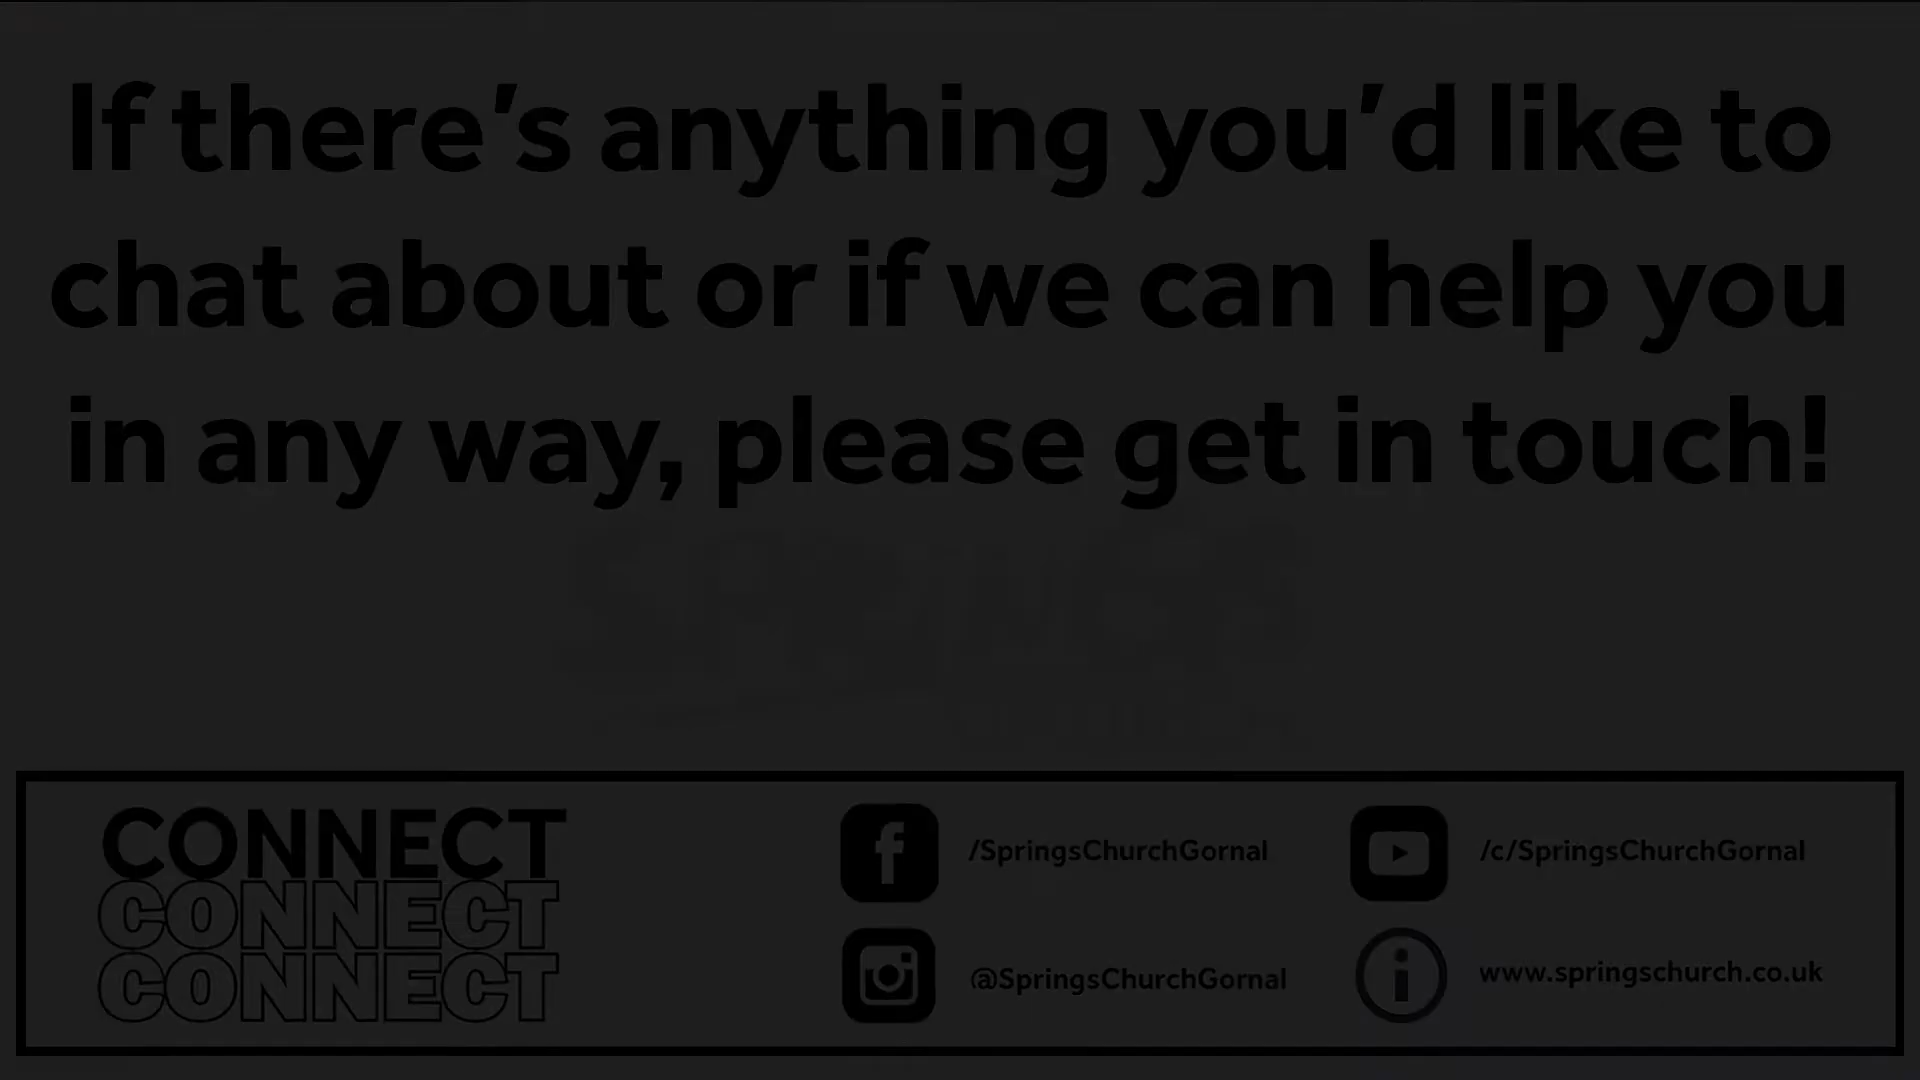 If there's anything you'd like to
chat about or if we can help you
in any way, please get in touch!
SPRINGS
CONNECT
CONNECT
CONNECT
/SpringsChurchGornal
@SpringsChurchGornal
/c/SpringsChurchGornal
www.springschurch.co.uk